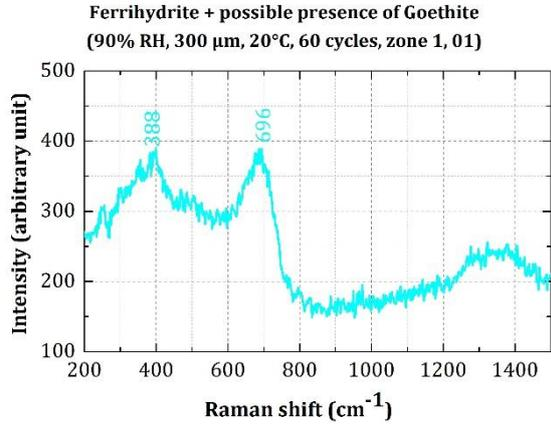 Ferrihydrite + possible presence of Goethite
(90% RH, 300 µm, 20°C, 60 cycles, zone 1, 01)
500
400
300
200
100
388
696
200 400 600 800 1000 1200 1400
Intensity (arbitrary unit)
Raman shift (cm⁻¹)